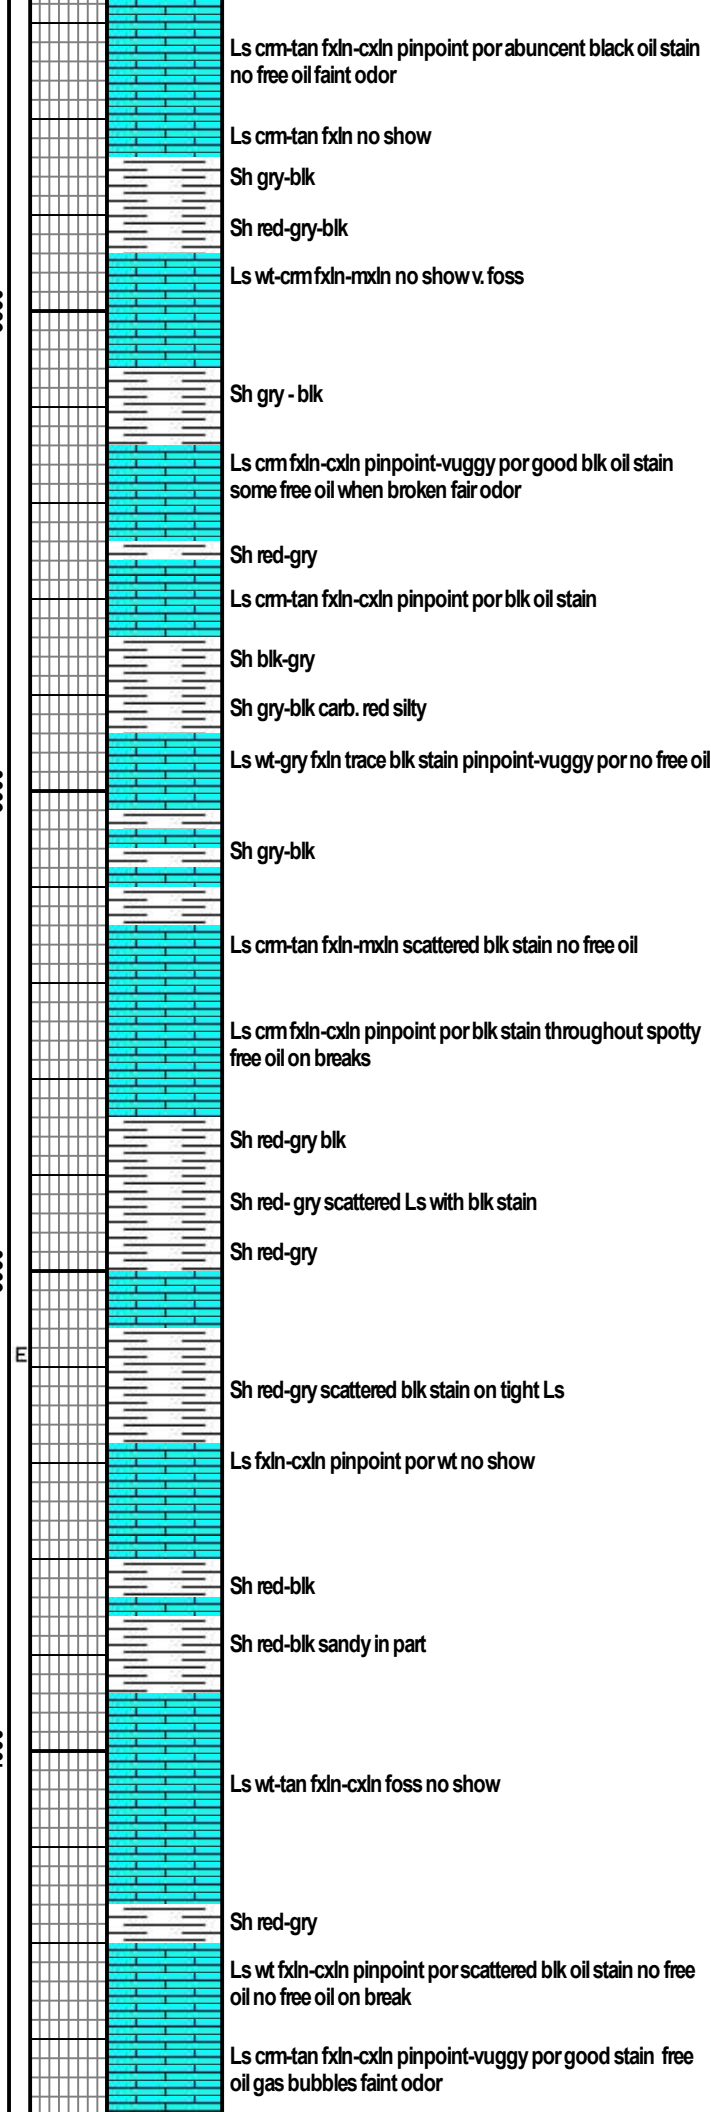 Ls crm-tan fxln-cxln pinpoint por abuncent black oil stain
no free oil faint odor
Ls crm-tan fxln no show
Sh gry-blk
Sh red-gry-blk
Ls wt-crm fxln-mxln no show v. foss
Sh gry - blk
Ls crm fxln-cxln pinpoint-vuggy por good blk oil stain
some free oil when broken fair odor
Sh red-gry
Ls crm-tan fxln-cxln pinpoint por blk oil stain
Sh blk-gry
Sh gry-blk carb. red silty
Ls wt-gry fxln trace blk stain pinpoint-vuggy por no free oil
Sh gry-blk
Ls crm-tan fxln-mxln scattered blk stain no free oil
Ls crm fxln-cxln pinpoint por blk stain throughout spotty
free oil on breaks
Sh red-gry blk
Sh red- gry scattered Ls with blk stain
Sh red-gry
E
Sh red-gry scattered blk stain on tight Ls
Ls fxln-cxln pinpoint por wt no show
Sh red-blk
Sh red-blk sandy in part
Ls wt-tan fxln-cxln foss no show
Sh red-gry
Ls wt fxln-cxln pinpoint por scattered blk oil stain no free
oil no free oil on break
Ls crm-tan fxln-cxln pinpoint-vuggy por good stain free
oil gas bubbles faint odor